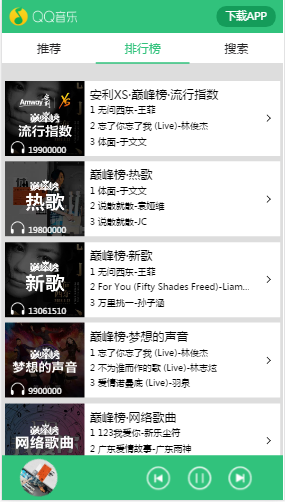 QQ音乐
下载APP
推荐
排行榜
搜索
Amway 安利 XS
巅峰榜
流行指数
19900000
安利XS·巅峰榜·流行指数
1 无问西东-王菲
2 忘了你忘了我 (Live)-林俊杰
3 体面-于文文
巅峰榜
热歌
19800000
巅峰榜·热歌
1 体面-于文文
2 说散就散-袁娅维
3 说散就散-JC
巅峰榜
新歌
13061510
巅峰榜·新歌
1 无问西东-王菲
2 For You (Fifty Shades Freed)-Liam...
3 万里挑一-孙子涵
巅峰榜
梦想的声音
9900000
巅峰榜·梦想的声音
1 忘了你忘了我 (Live)-林俊杰
2 不为谁而作的歌 (Live)-林志炫
3 爱情诺曼底 (Live)-羽泉
巅峰榜
网络歌曲
巅峰榜·网络歌曲
1 123我爱你-新乐尘符
2 广东爱情故事-广东雨神